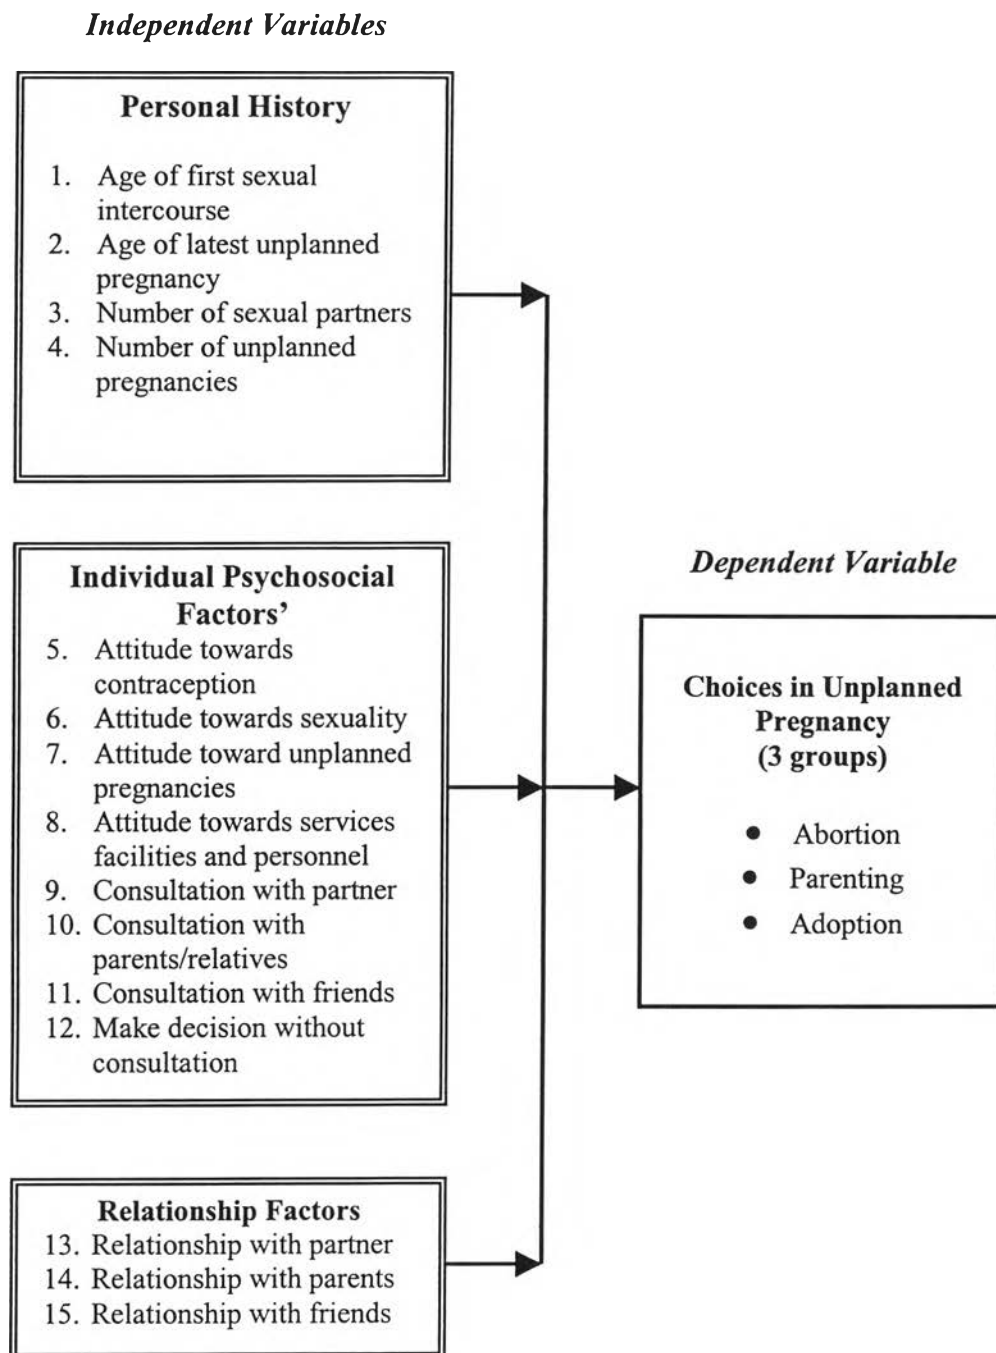 Independent Variables
Personal History
1. Age of first sexual
intercourse
2. Age of latest unplanned
pregnancy
3. Number of sexual partners
4. Number of unplanned
pregnancies
Individual Psychosocial
Factors’
5. Attitude towards
contraception
6. Attitude towards sexuality
7. Attitude toward unplanned
pregnancies
8. Attitude towards services
facilities and personnel
9. Consultation with partner
10. Consultation with
parents/relatives
11. Consultation with friends
12. Make decision without
consultation
Relationship Factors
13. Relationship with partner
14. Relationship with parents
15. Relationship with friends
Dependent Variable
Choices in Unplanned
Pregnancy
(3 groups)
• Abortion
• Parenting
• Adoption